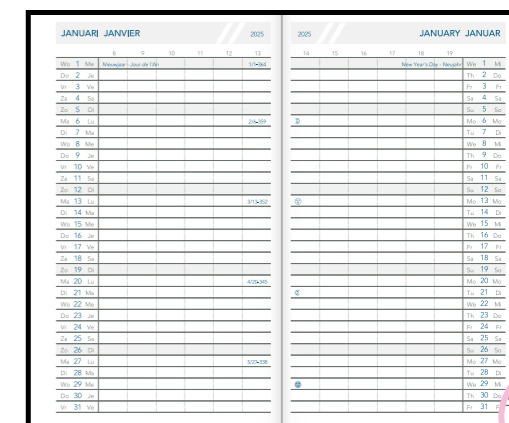 JANUARI JANVIER 2025
8 9 10 11 12 13
Wo 1 Me Nieuwjaar - Jour de l'An 1/1-364
Do 2 Je
Vr 3 Ve
Za 4 Sa
Zo 5 Di
Ma 6 Lu 2/6-359
Di 7 Ma
Wo 8 Me
Do 9 Je
Vr 10 Ve
Za 11 Sa
Zo 12 Di
Ma 13 Lu 3/13-352
Di 14 Ma
Wo 15 Me
Do 16 Je
Vr 17 Ve
Za 18 Sa
Zo 19 Di
Ma 20 Lu 4/20-345
Di 21 Ma
Wo 22 Me
Do 23 Je
Vr 24 Ve
Za 25 Sa
Zo 26 Di
Ma 27 Lu 5/27-338
Di 28 Ma
Wo 29 Me
Do 30 Je
Vr 31 Ve
2025 JANUARY JANUAR
14 15 16 17 18 19
New Year's Day - Neujahr We 1 Mi
Th 2 Do
Fr 3 Fr
Sa 4 Sa
Su 5 So
Mo 6 Mo
Tu 7 Di
We 8 Mi
Th 9 Do
Fr 10 Fr
Sa 11 Sa
Su 12 So
Mo 13 Mo
Tu 14 Di
We 15 Mi
Th 16 Do
Fr 17 Fr
Sa 18 Sa
Su 19 So
Mo 20 Mo
Tu 21 Di
We 22 Mi
Th 23 Do
Fr 24 Fr
Sa 25 Sa
Su 26 So
Mo 27 Mo
Tu 28 Di
We 29 Mi
Th 30 Do
Fr 31